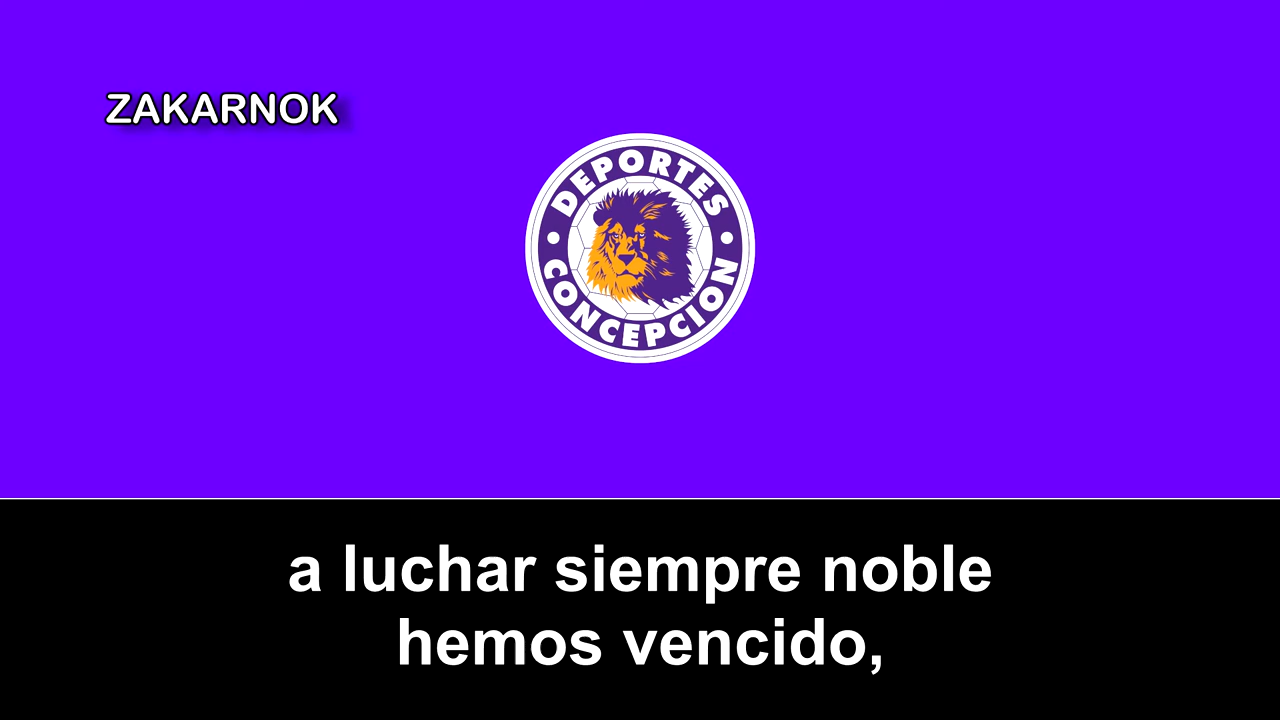 ZAKARNOK
DEPORTES
CONCEPCION
a luchar siempre noble
hemos vencido,